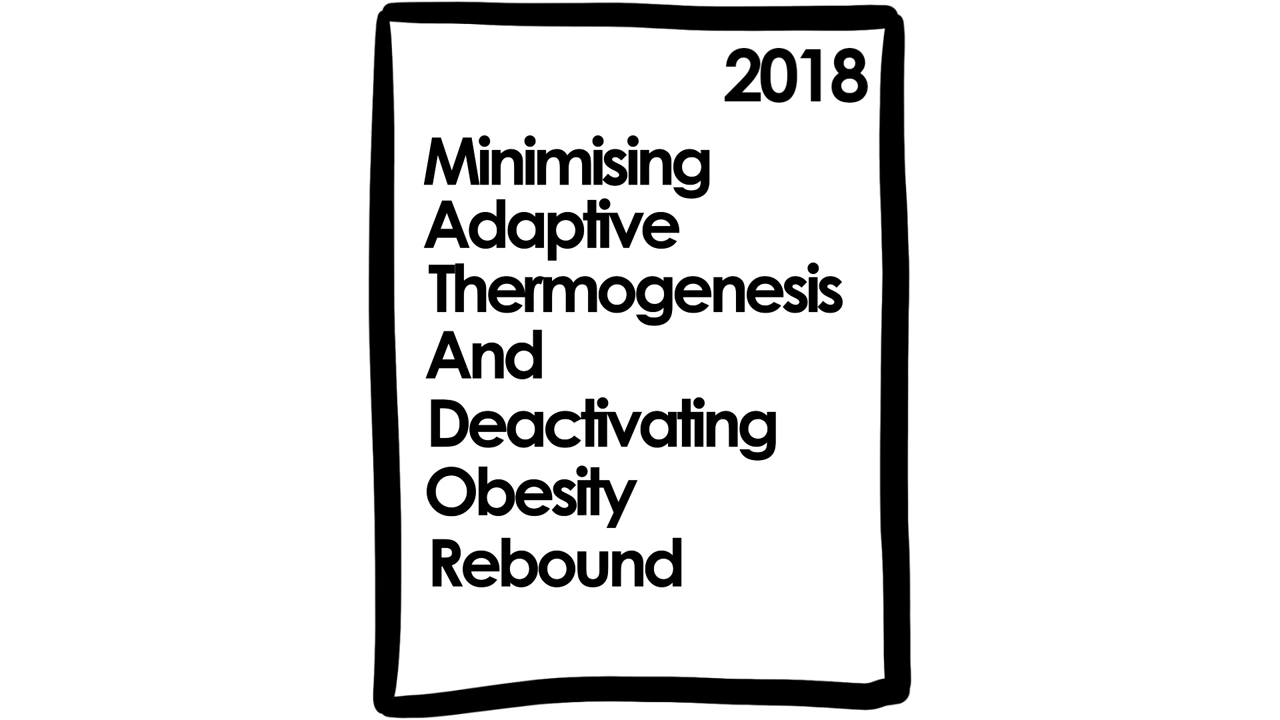 2018
Minimising
Adaptive
Thermogenesis
And
Deactivating
Obesity
Rebound